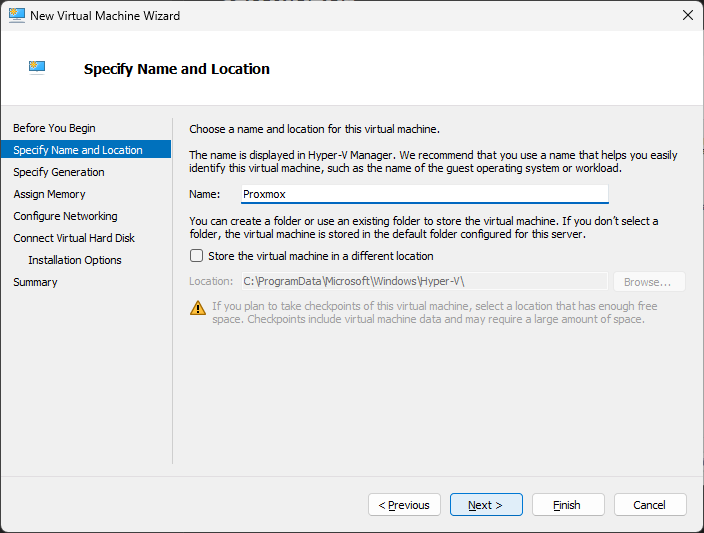 New Virtual Machine Wizard
Specify Name and Location
Before You Begin
Specify Name and Location
Specify Generation
Assign Memory
Configure Networking
Connect Virtual Hard Disk
Installation Options
Summary
Choose a name and location for this virtual machine.
The name is displayed in Hyper-V Manager. We recommend that you use a name that helps you easily
identify this virtual machine, such as the name of the guest operating system or workload.
Name: Proxmox
You can create a folder or use an existing folder to store the virtual machine. If you don't select a
folder, the virtual machine is stored in the default folder configured for this server.
Store the virtual machine in a different location
Location: C:\ProgramData\Microsoft\Windows\Hyper-V\ Browse...
If you plan to take checkpoints of this virtual machine, select a location that has enough free
space. Checkpoints include virtual machine data and may require a large amount of space.
< Previous Next > Finish Cancel